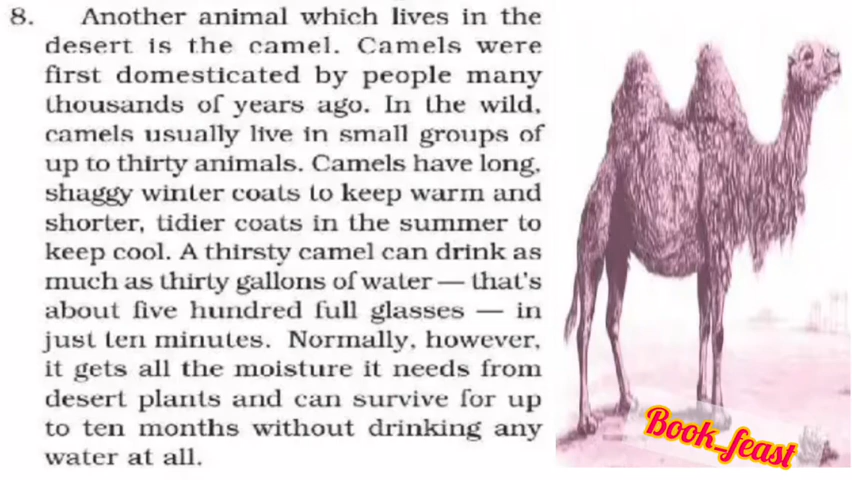 8. Another animal which lives in the
desert is the camel. Camels were
first domesticated by people many
thousands of years ago. In the wild,
camels usually live in small groups of
up to thirty animals. Camels have long,
shaggy winter coats to keep warm and
shorter, tidier coats in the summer to
keep cool. A thirsty camel can drink as
much as thirty gallons of water — that's
about five hundred full glasses — in
just ten minutes. Normally, however,
it gets all the moisture it needs from
desert plants and can survive for up
to ten months without drinking any
water at all.
Book_feast